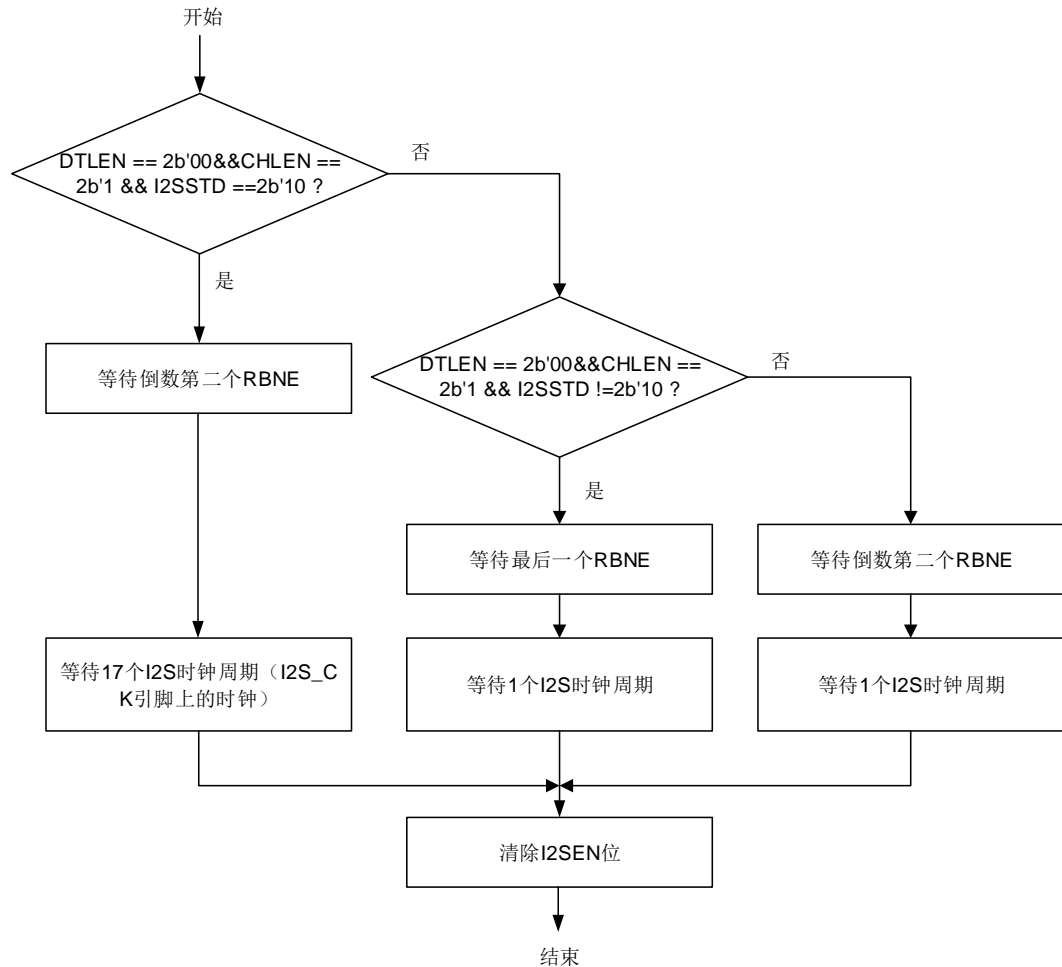 开始
DTLEN == 2b'00&&CHLEN ==
2b'1 && I2SSTD ==2b'10 ?
否
是
等待倒数第二个RBNE
DTLEN == 2b'00&&CHLEN ==
2b'1 && I2SSTD !=2b'10 ?
否
是
等待最后一个RBNE
等待倒数第二个RBNE
等待17个I2S时钟周期（I2S_C
K引脚上的时钟）
等待1个I2S时钟周期
等待1个I2S时钟周期
清除I2SEN位
结束